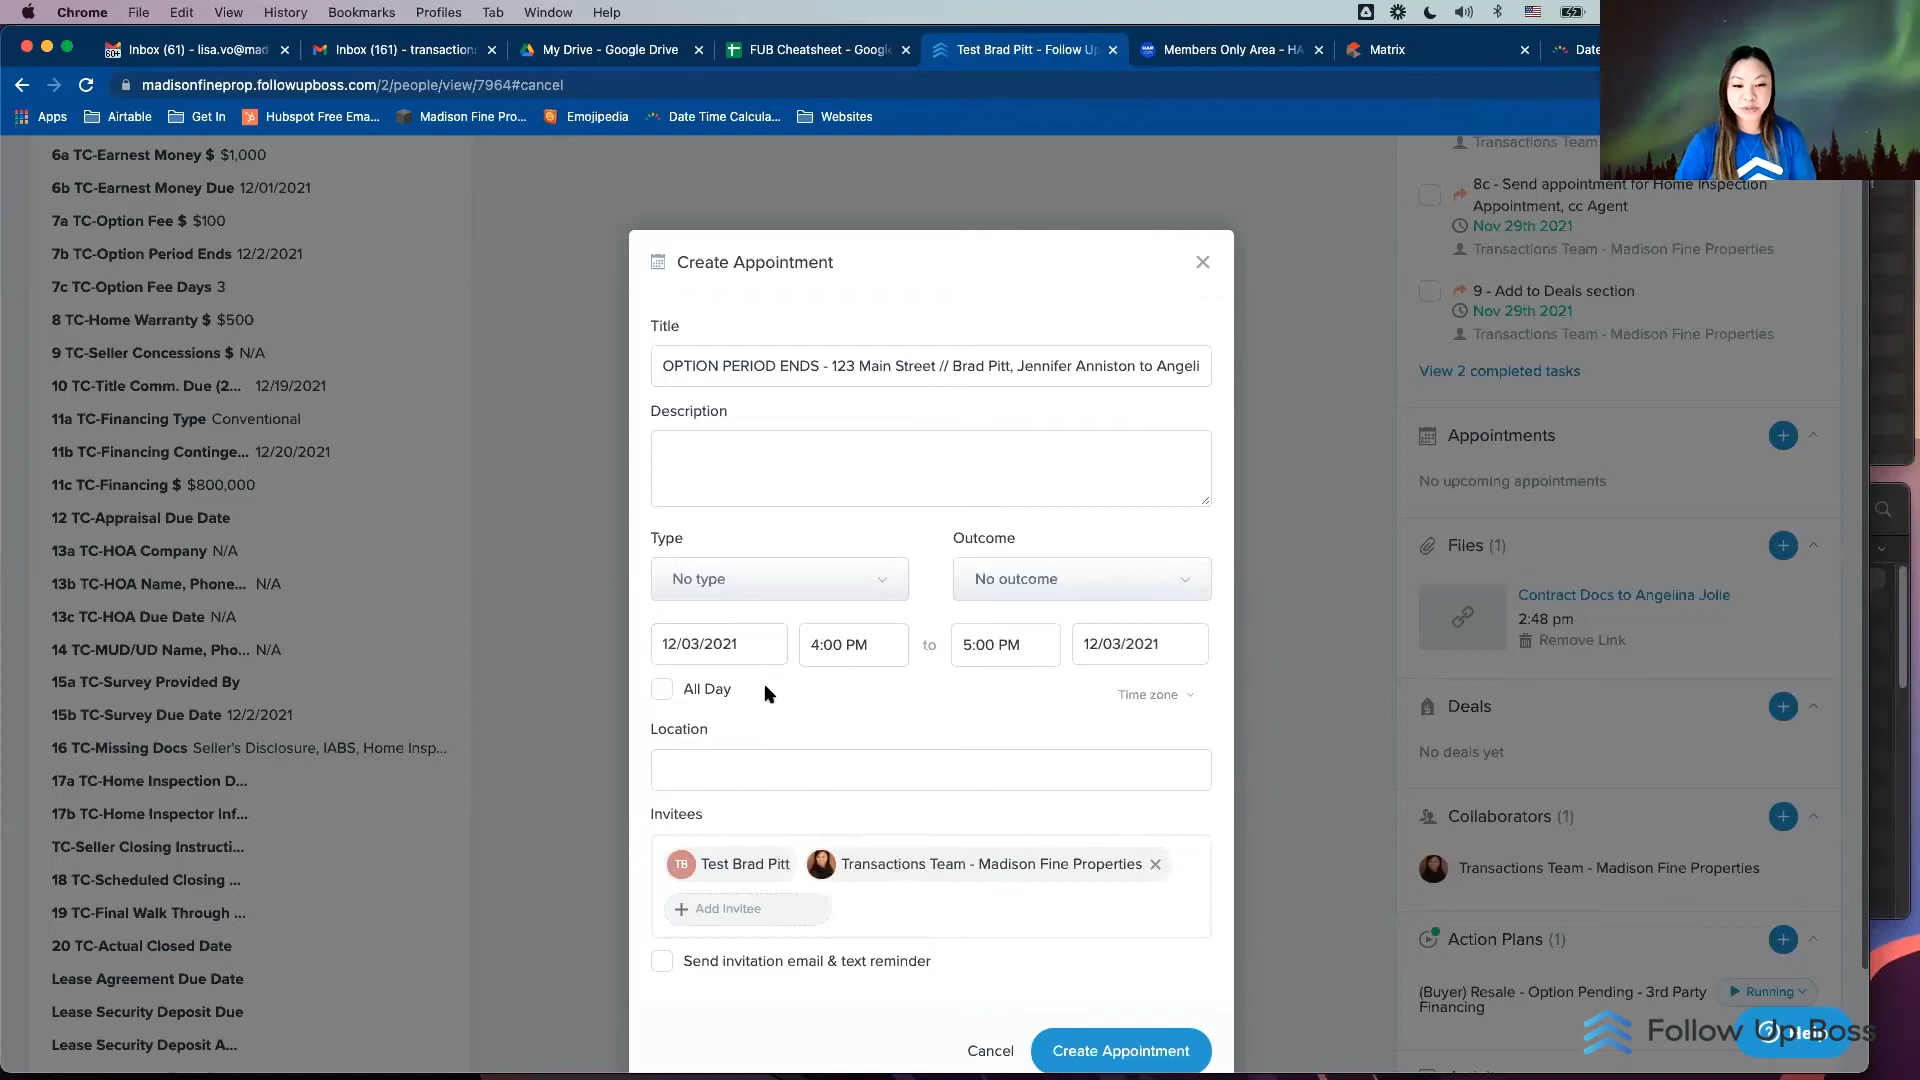 Chrome File Edit View History Bookmarks Profiles Tab Window Help
Inbox (61) - lisa.vo@mad
Inbox (161) - transaction
My Drive - Google Drive
FUB Cheatsheet - Google
Test Brad Pitt - Follow Up
Members Only Area - HA
Matrix
Date
madisonfineprop.followupboss.com/2/people/view/7964#cancel
Apps Airtable Get In Hubspot Free Ema... Madison Fine Pro... Emojipedia Date Time Calcula... Websites
6a TC-Earnest Money $ $1,000
6b TC-Earnest Money Due 12/01/2021
7a TC-Option Fee $ $100
7b TC-Option Period Ends 12/2/2021
7c TC-Option Fee Days 3
8 TC-Home Warranty $ $500
9 TC-Seller Concessions $ N/A
10 TC-Title Comm. Due (2... 12/19/2021
11a TC-Financing Type Conventional
11b TC-Financing Continge... 12/20/2021
11c TC-Financing $ $800,000
12 TC-Appraisal Due Date
13a TC-HOA Company N/A
13b TC-HOA Name, Phone... N/A
13c TC-HOA Due Date N/A
14 TC-MUD/UD Name, Pho... N/A
15a TC-Survey Provided By
15b TC-Survey Due Date 12/2/2021
16 TC-Missing Docs Seller's Disclosure, IABS, Home Insp...
17a TC-Home Inspection D...
17b TC-Home Inspector Inf...
TC-Seller Closing Instructi...
18 TC-Scheduled Closing ...
19 TC-Final Walk Through ...
20 TC-Actual Closed Date
Lease Agreement Due Date
Lease Security Deposit Due
Lease Security Deposit A...
Create Appointment
Title
OPTION PERIOD ENDS - 123 Main Street // Brad Pitt, Jennifer Anniston to Angeli
Description
Type
Outcome
No type
No outcome
12/03/2021 4:00 PM to 5:00 PM 12/03/2021
All Day
Time zone
Location
Invitees
TB Test Brad Pitt
Transactions Team - Madison Fine Properties
Add Invitee
Send invitation email & text reminder
Cancel
Create Appointment
Transactions Team
8c - Send appointment for Home Inspection
Appointment, cc Agent
Nov 29th 2021
Transactions Team - Madison Fine Properties
9 - Add to Deals section
Nov 29th 2021
Transactions Team - Madison Fine Properties
View 2 completed tasks
Appointments
No upcoming appointments
Files (1)
Contract Docs to Angelina Jolie
2:48 pm
Remove Link
Deals
No deals yet
Collaborators (1)
Transactions Team - Madison Fine Properties
Action Plans (1)
(Buyer) Resale - Option Pending - 3rd Party
Financing
Running
Help
Follow Up Boss